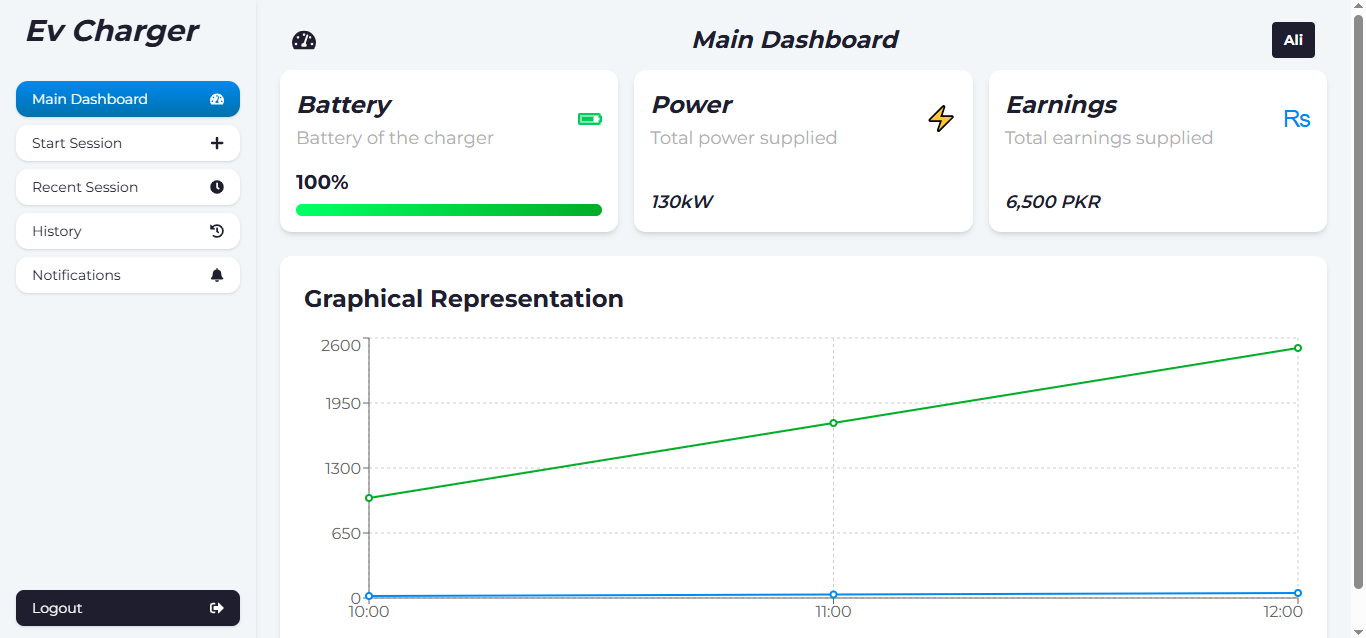 Ev Charger
Main Dashboard
Start Session
Recent Session
History
Notifications
Logout
Main Dashboard
Ali
Battery
Battery of the charger
100%
Power
Total power supplied
130kW
Earnings
Total earnings supplied
Rs
6,500 PKR
Graphical Representation
2600
1950
1300
650
0
10:00 11:00 12:00